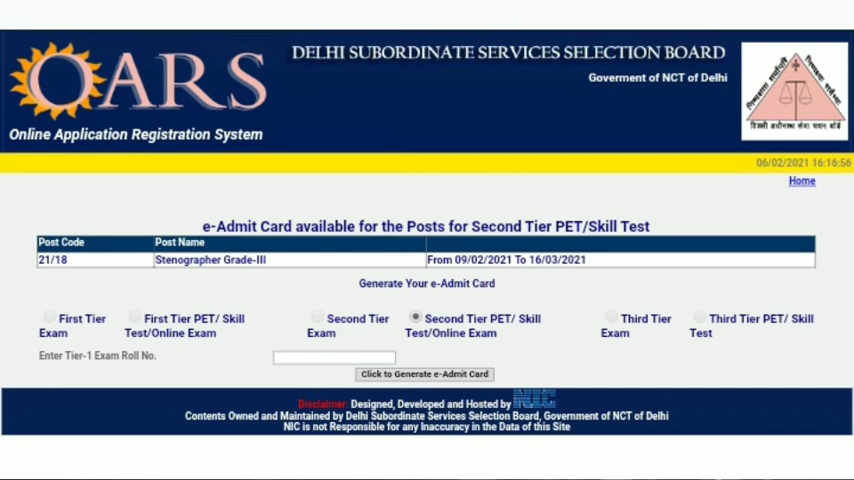 OARS
DELHI SUBORDINATE SERVICES SELECTION BOARD
Goverment of NCT of Delhi
Online Application Registration System
दिल्ली अधीनस्थ सेवा चयन बोर्ड
06/02/2021 16:16:56
Home
e-Admit Card available for the Posts for Second Tier PET/Skill Test
Post Code Post Name
21/18 Stenographer Grade-III From 09/02/2021 To 16/03/2021
Generate Your e-Admit Card
First Tier Exam
First Tier PET/ Skill Test/Online Exam
Second Tier Exam
Second Tier PET/ Skill Test/Online Exam
Third Tier Exam
Third Tier PET/ Skill Test
Enter Tier-1 Exam Roll No.
Click to Generate e-Admit Card
Disclaimer: Designed, Developed and Hosted by NIC
Contents Owned and Maintained by Delhi Subordinate Services Selection Board, Government of NCT of Delhi
NIC is not Responsible for any Inaccuracy in the Data of this Site